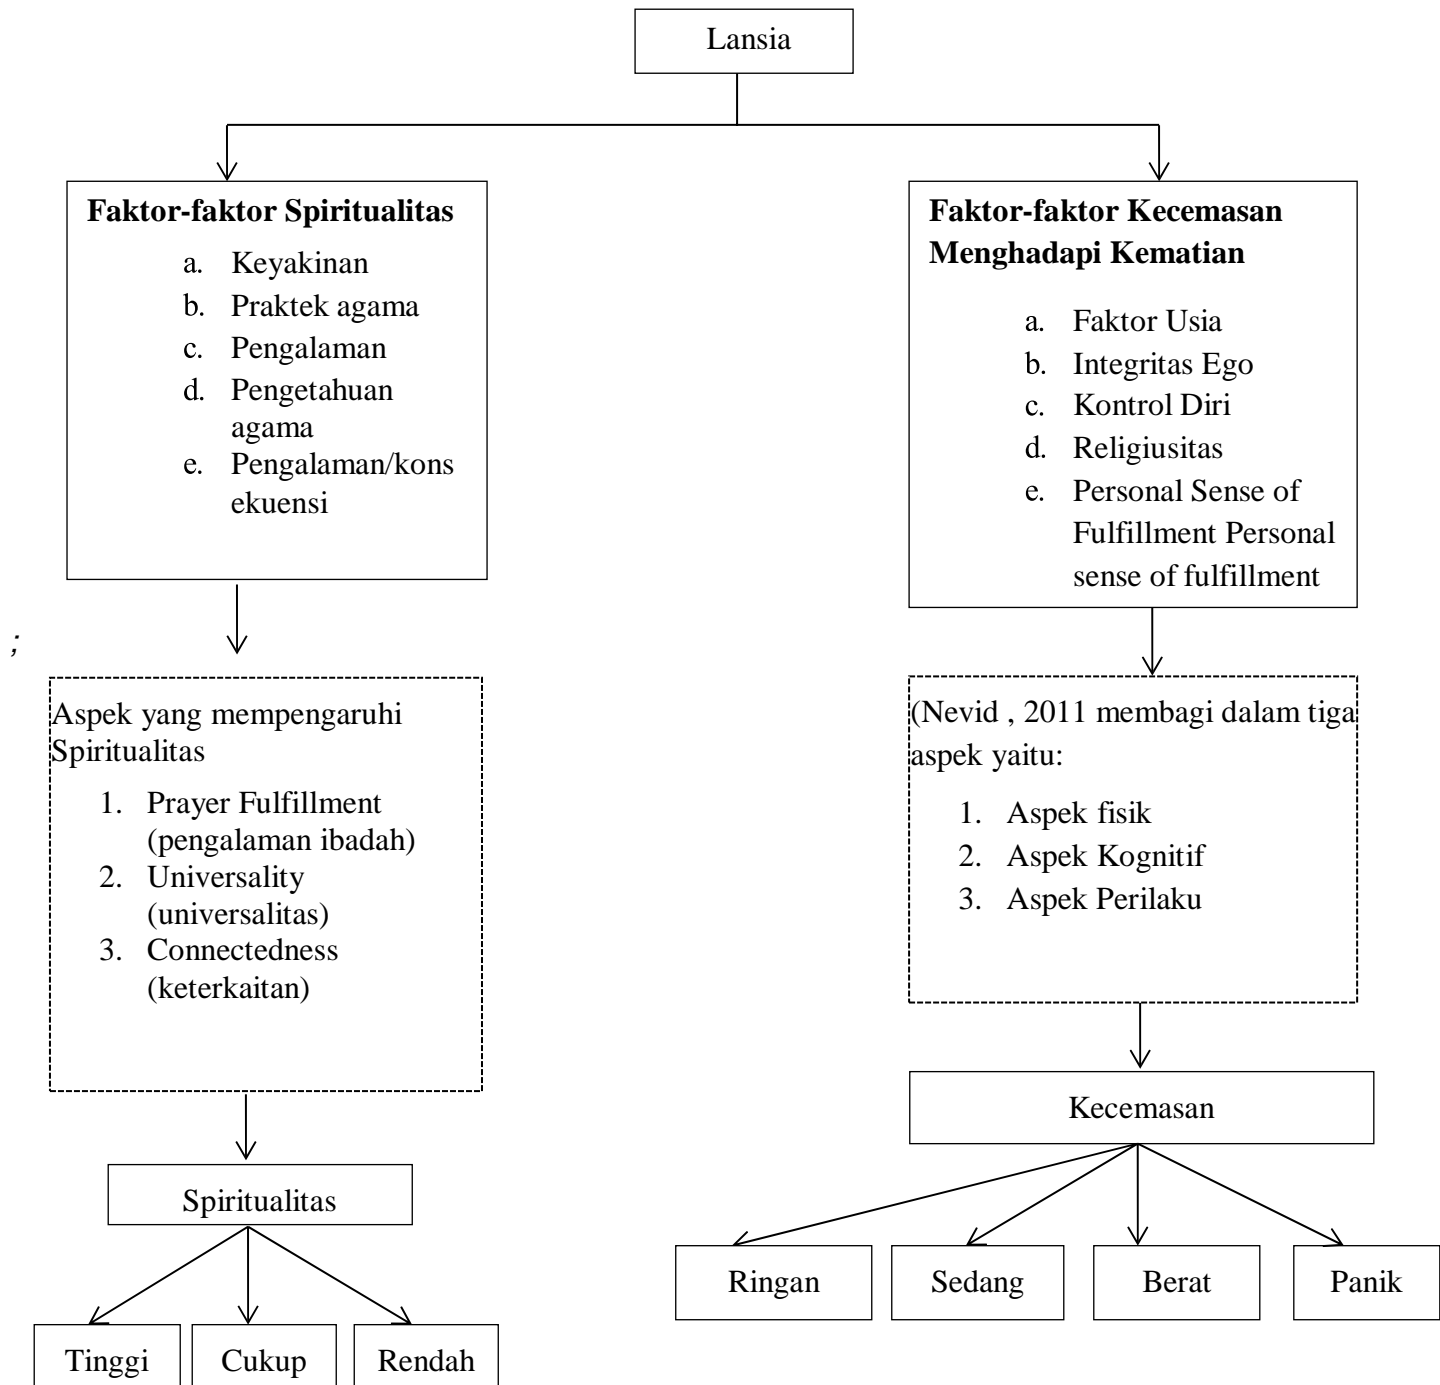 Lansia
Faktor-faktor Spiritualitas
a. Keyakinan
b. Praktek agama
c. Pengalaman
d. Pengetahuan
agama
e. Pengalaman/kons
ekuensi
Faktor-faktor Kecemasan
Menghadapi Kematian
a. Faktor Usia
b. Integritas Ego
c. Kontrol Diri
d. Religiusitas
e. Personal Sense of
Fulfillment Personal
sense of fulfillment
;
Aspek yang mempengaruhi
Spiritualitas
1. Prayer Fulfillment
(pengalaman ibadah)
2. Universality
(universalitas)
3. Connectedness
(keterkaitan)
(Nevid , 2011 membagi dalam tiga
aspek yaitu:
1. Aspek fisik
2. Aspek Kognitif
3. Aspek Perilaku
Spiritualitas
Tinggi
Cukup
Rendah
Kecemasan
Ringan
Sedang
Berat
Panik